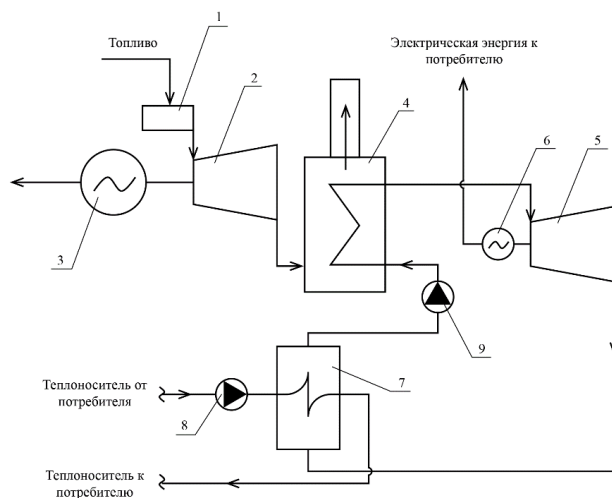 1
Топливо
Электрическая энергия к
потребителю
2
4
6
5
3
9
7
Теплоноситель от
потребителя
8
Теплоноситель к
потребителю